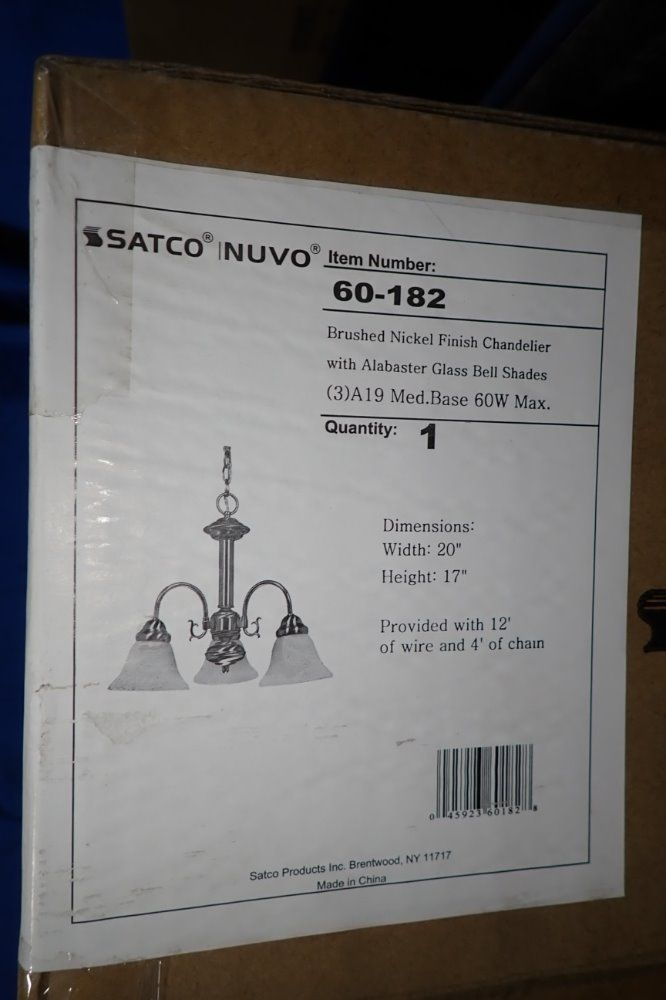 SATCO® | NUVO® Item Number:
60-182
Brushed Nickel Finish Chandelier
with Alabaster Glass Bell Shades
(3)A19 Med.Base 60W Max.
Quantity: 1
Dimensions:
Width: 20"
Height: 17"
Provided with 12'
of wire and 4' of chain
0 45923 60182 8
Satco Products Inc. Brentwood, NY 11717
Made in China